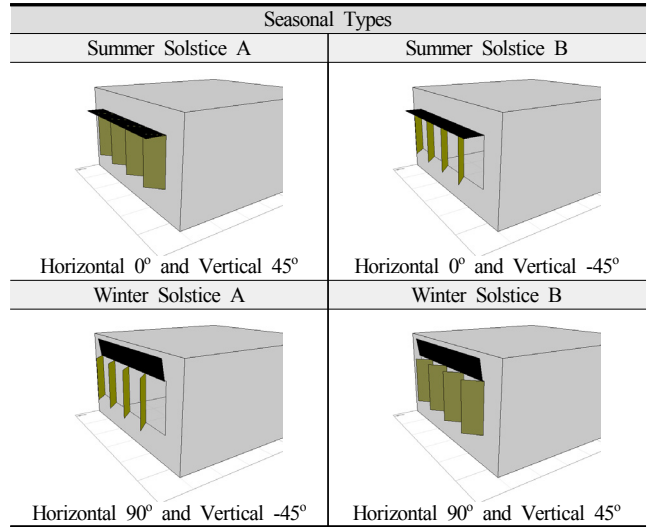 Seasonal Types
Summer Solstice A
Summer Solstice B
Horizontal 0º and Vertical 45º
Horizontal 0º and Vertical -45º
Winter Solstice A
Winter Solstice B
Horizontal 90º and Vertical -45º
Horizontal 90º and Vertical 45º